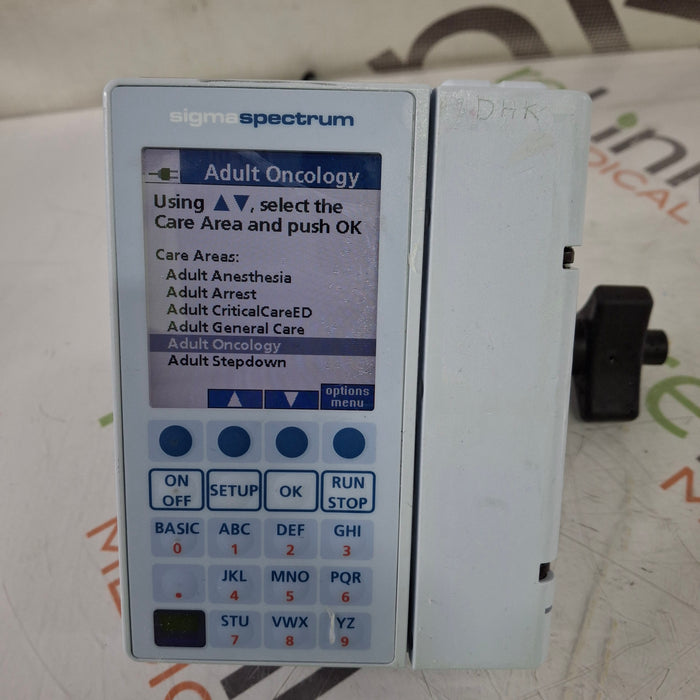 sigmaspectrum
DHK
Adult Oncology
Using ▲▼, select the
Care Area and push OK
Care Areas:
Adult Anesthesia
Adult Arrest
Adult CriticalCareED
Adult General Care
Adult Oncology
Adult Stepdown
▲ ▼ options
menu
ON
OFF
SETUP
OK
RUN
STOP
BASIC ABC DEF GHI
0 1 2 3
JKL MNO PQR
. 4 5 6
STU VWX YZ
7 8 9
MEDICAL